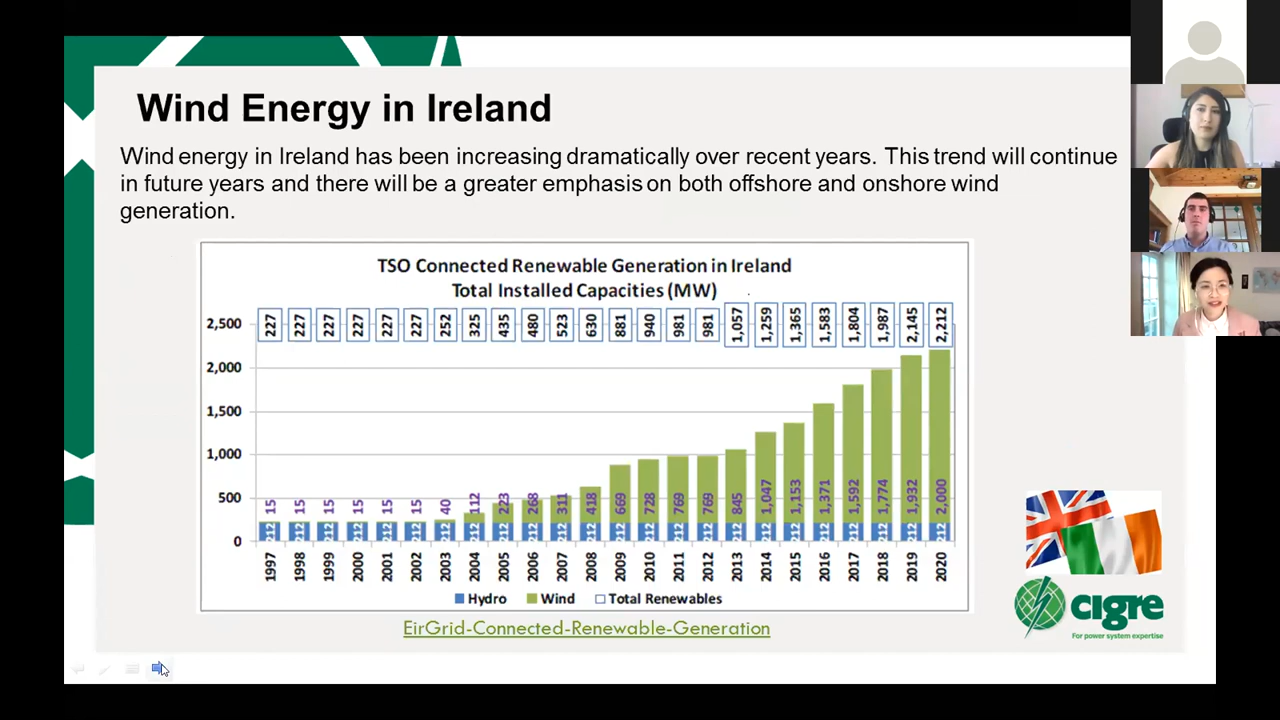 Wind Energy in Ireland
Wind energy in Ireland has been increasing dramatically over recent years. This trend will continue
in future years and there will be a greater emphasis on both offshore and onshore wind
generation.
TSO Connected Renewable Generation in Ireland
Total Installed Capacities (MW)
227 227 227 227 227 227 252 325 435 480 523 630 881 940 981 981 1,057 1,259 1,365 1,583 1,804 1,987 2,145 2,212
2,500
2,000
1,500
1,000
500
0
15 15 15 15 15 15 40 112 223 268 311 418 669 728 769 769 845 1,047 1,153 1,371 1,592 1,774 1,932 2,000
212 212 212 212 212 212 212 212 212 212 212 212 212 212 212 212 212 212 212 212 212 212 212 212
1997 1998 1999 2000 2001 2002 2003 2004 2005 2006 2007 2008 2009 2010 2011 2012 2013 2014 2015 2016 2017 2018 2019 2020
Hydro Wind Total Renewables
EirGrid-Connected-Renewable-Generation
cigre
For power system expertise